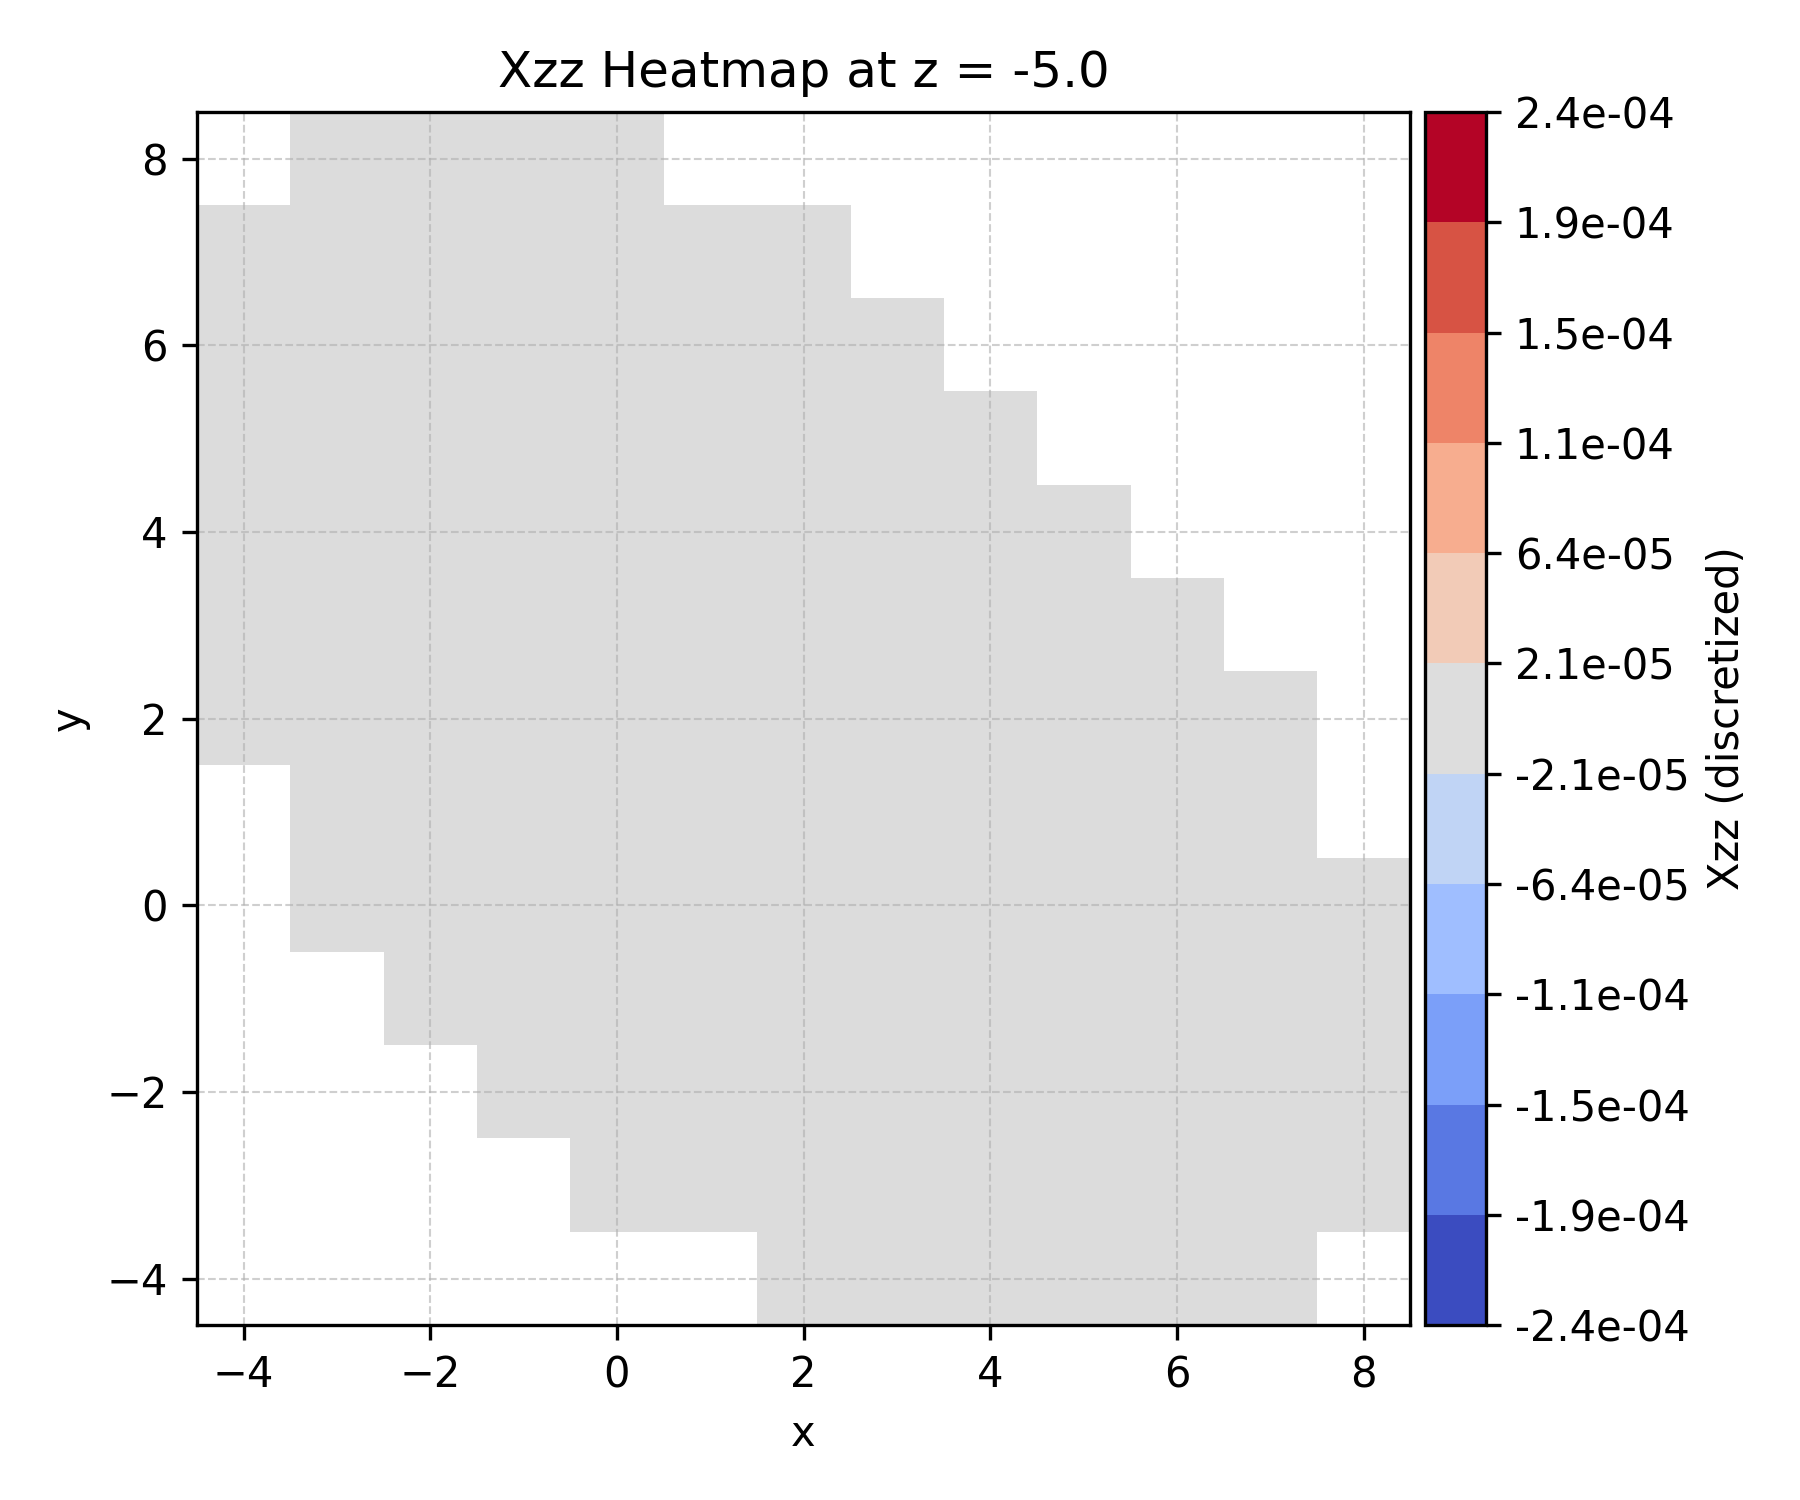 Xzz Heatmap at z = -5.0
8
6
4
2
0
−2
−4
y
−4
−2
0
2
4
6
8
x
2.4e-04
1.9e-04
1.5e-04
1.1e-04
6.4e-05
2.1e-05
-2.1e-05
-6.4e-05
-1.1e-04
-1.5e-04
-1.9e-04
-2.4e-04
Xzz (discretized)